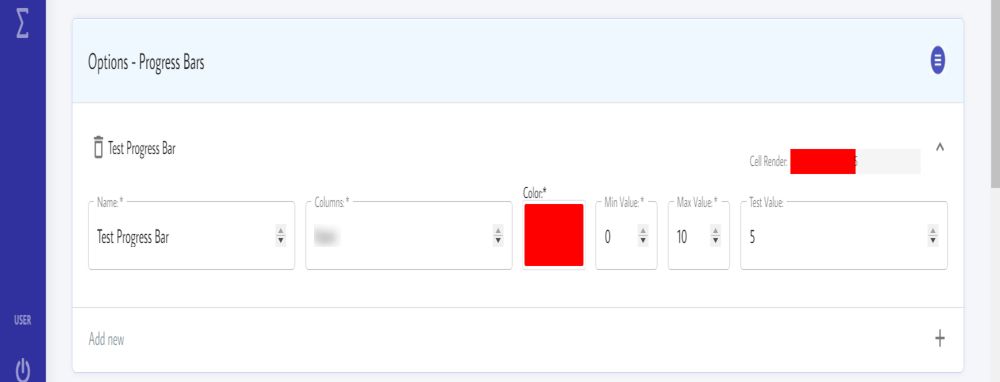 Σ
Options - Progress Bars
Test Progress Bar
Cell Render: 5
Name:* Columns:* Color:* Min Value:* Max Value:* Test Value:
Test Progress Bar 0 10 5
USER
Add new